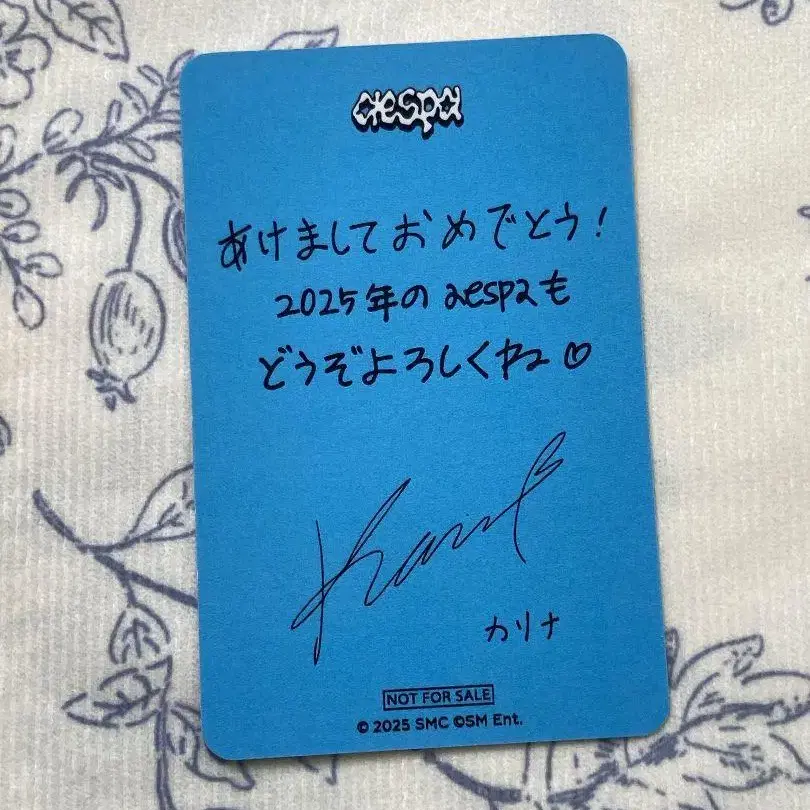 aespa
あけましておめでとう!
2025年の aespaも
どうぞよろしくね♡
カリナ
NOT FOR SALE
© 2025 SMC ©SM Ent.